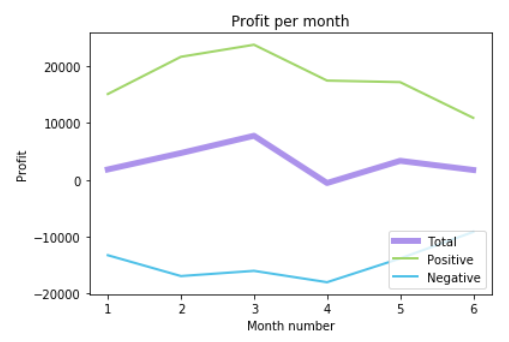 Profit per month
20000
10000
0
−10000
−20000
Profit
1 2 3 4 5 6
Month number
Total
Positive
Negative